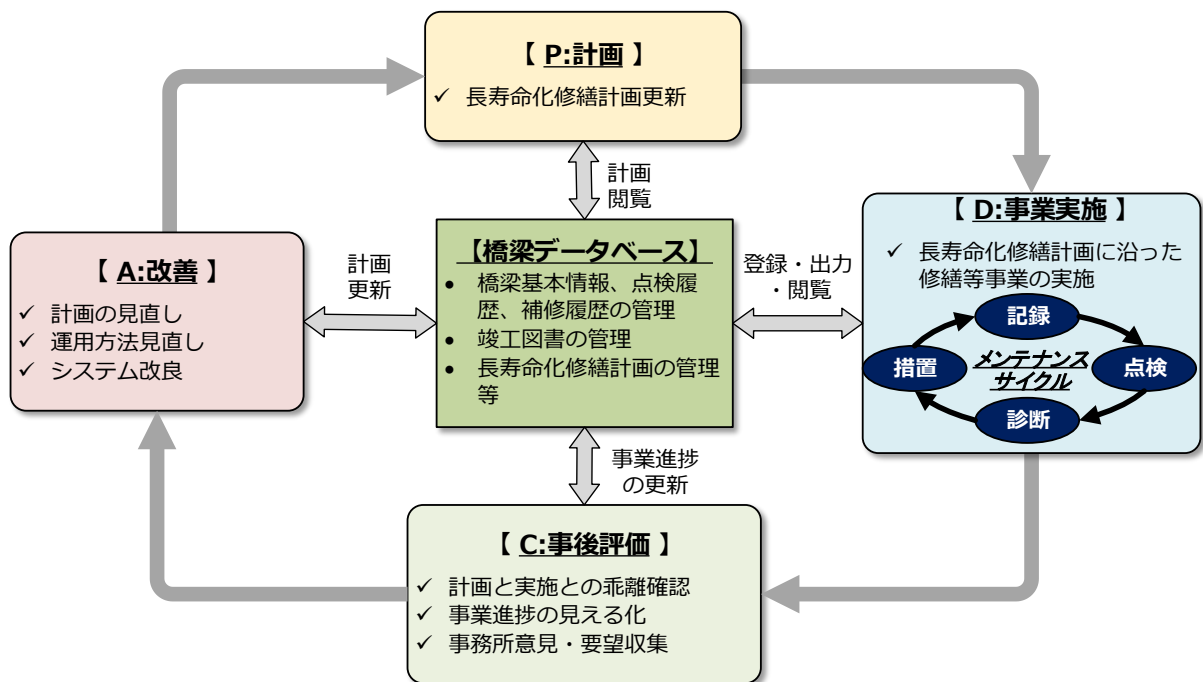 【 P:計画 】
✓ 長寿命化修繕計画更新
計画
閲覧
【 D:事業実施 】
✓ 長寿命化修繕計画に沿った
修繕等事業の実施
記録
点検
診断
措置
メンテナンス
サイクル
【橋梁データベース】
• 橋梁基本情報、点検履
歴、補修履歴の管理
• 竣工図書の管理
• 長寿命化修繕計画の管理
等
登録・出力
・閲覧
計画
更新
【 A:改善 】
✓ 計画の見直し
✓ 運用方法見直し
✓ システム改良
事業進捗
の更新
【 C:事後評価 】
✓ 計画と実施との乖離確認
✓ 事業進捗の見える化
✓ 事務所意見・要望収集